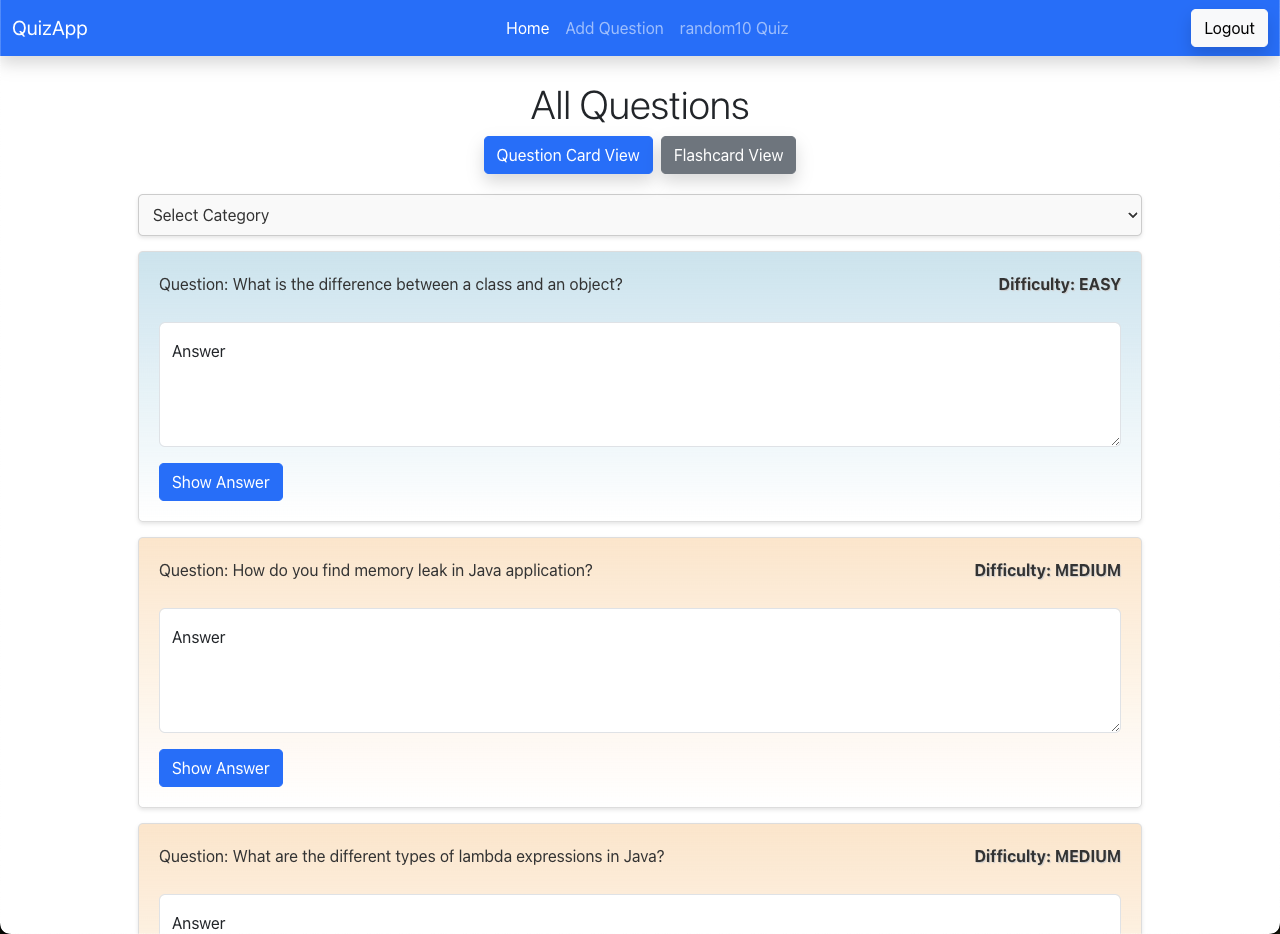 QuizApp
Home Add Question random10 Quiz
Logout
All Questions
Question Card View
Flashcard View
Select Category
Question: What is the difference between a class and an object?
Difficulty: EASY
Answer
Show Answer
Question: How do you find memory leak in Java application?
Difficulty: MEDIUM
Answer
Show Answer
Question: What are the different types of lambda expressions in Java?
Difficulty: MEDIUM
Answer